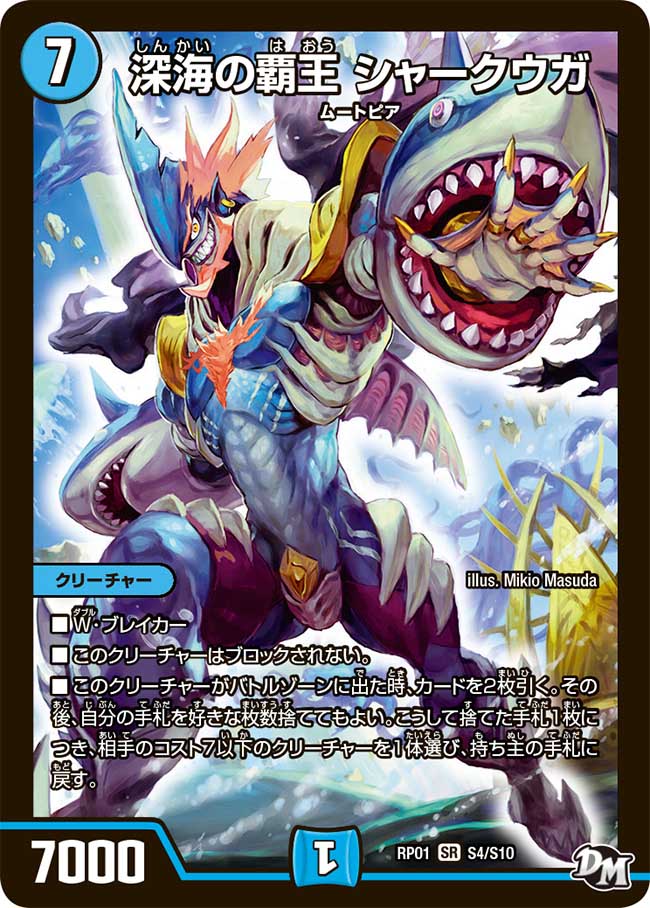 7
深海の覇王 シャークウガ
しんかい はおう
ムートピア
クリーチャー
illus. Mikio Masuda
■W・ブレイカー
ダブル
■このクリーチャーはブロックされない。
■このクリーチャーがバトルゾーンに出た時、カードを2枚引く。その
後、自分の手札を好きな枚数捨ててもよい。こうして捨てた手札1枚に
つき、相手のコスト7以下のクリーチャーを1体選び、持ち主の手札に
戻す。
7000
1
RP01 SR S4/S10
DM